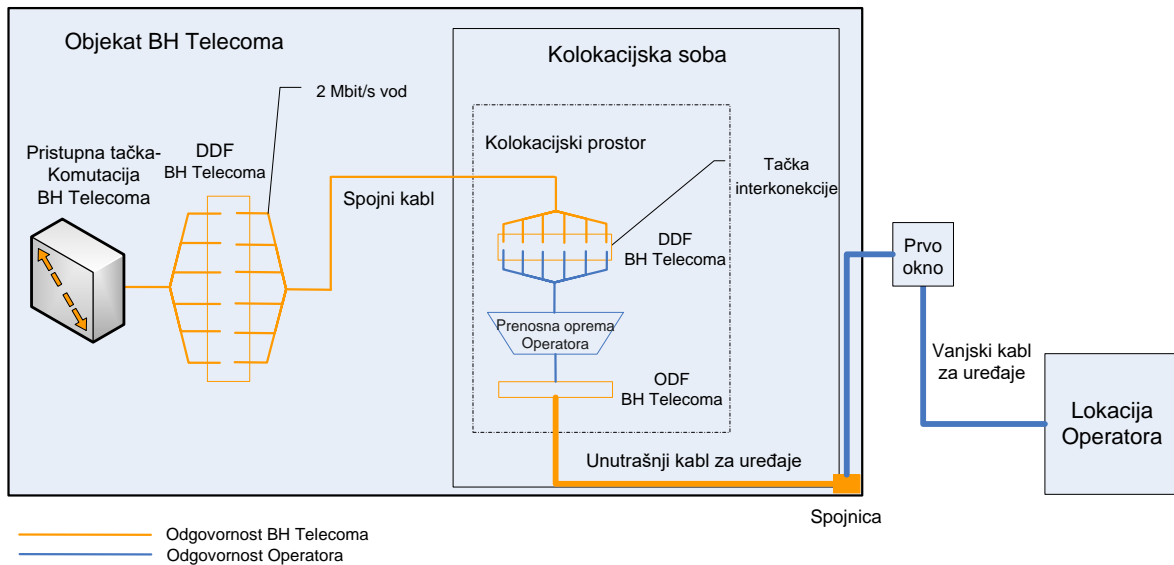 Objekat BH Telecoma
Kolokacijska soba
2 Mbit/s vod
Pristupna tačka-
Komutacija
BH Telecoma
DDF
BH Telecoma
Spojni kabl
Kolokacijski prostor
Tačka
interkonekcije
DDF
BH Telecoma
Prenosna oprema
Operatora
ODF
BH Telecoma
Unutrašnji kabl za uređaje
Spojnica
Prvo
okno
Vanjski kabl
za uređaje
Lokacija
Operatora
Odgovornost BH Telecoma
Odgovornost Operatora